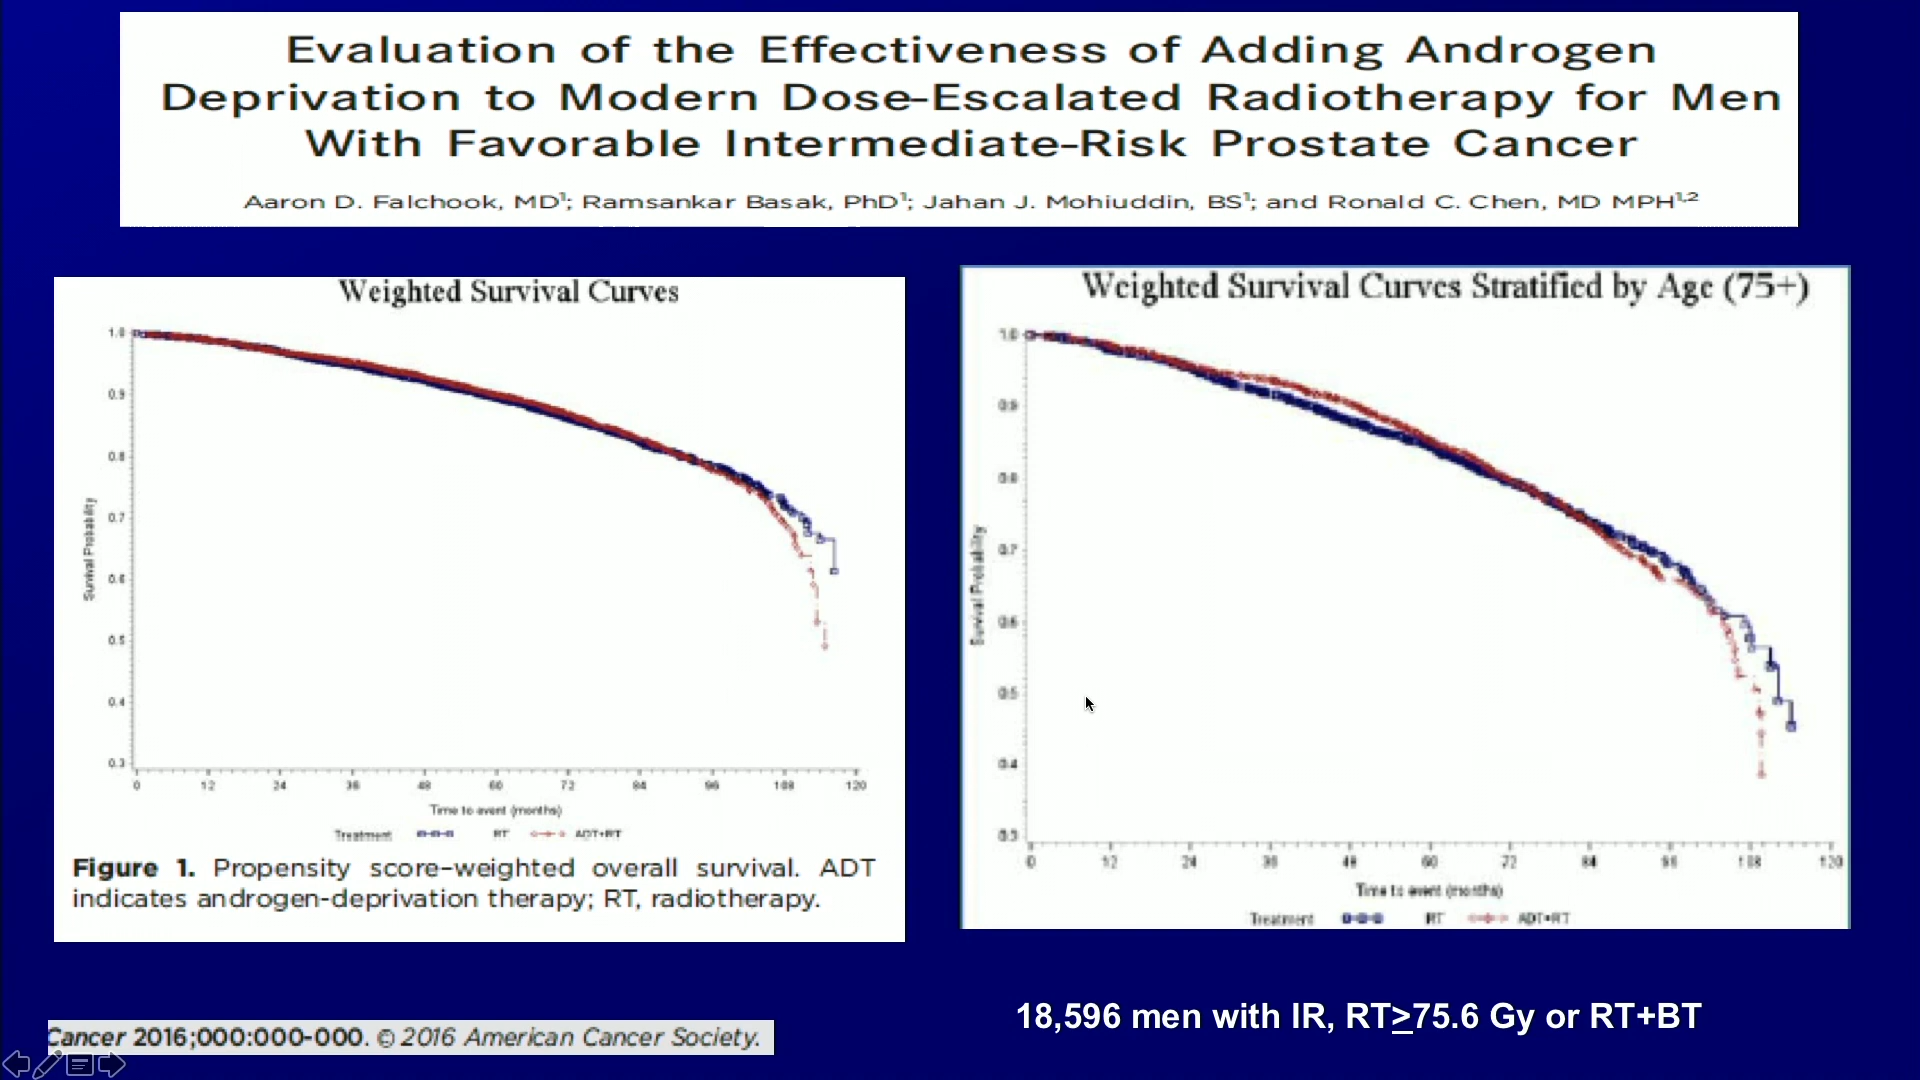 Evaluation of the Effectiveness of Adding Androgen
Deprivation to Modern Dose-Escalated Radiotherapy for Men
With Favorable Intermediate-Risk Prostate Cancer
Aaron D. Falchook, MD¹; Ramsankar Basak, PhD¹; Jahan J. Mohiuddin, BS¹; and Ronald C. Chen, MD MPH¹,²
Weighted Survival Curves
1.0
0.9
0.8
0.7
0.6
0.5
0.4
0.3
Survival Probability
0 12 24 36 48 60 72 84 96 108 120
Time to event (months)
Treatment RT ADT+RT
Figure 1. Propensity score-weighted overall survival. ADT
indicates androgen-deprivation therapy; RT, radiotherapy.
Weighted Survival Curves Stratified by Age (75+)
1.0
0.9
0.8
0.7
0.6
0.5
0.4
0.3
Survival Probability
0 12 24 36 48 60 72 84 96 108 120
Time to event (months)
Treatment RT ADT+RT
18,596 men with IR, RT≥75.6 Gy or RT+BT
Cancer 2016;000:000-000. © 2016 American Cancer Society.